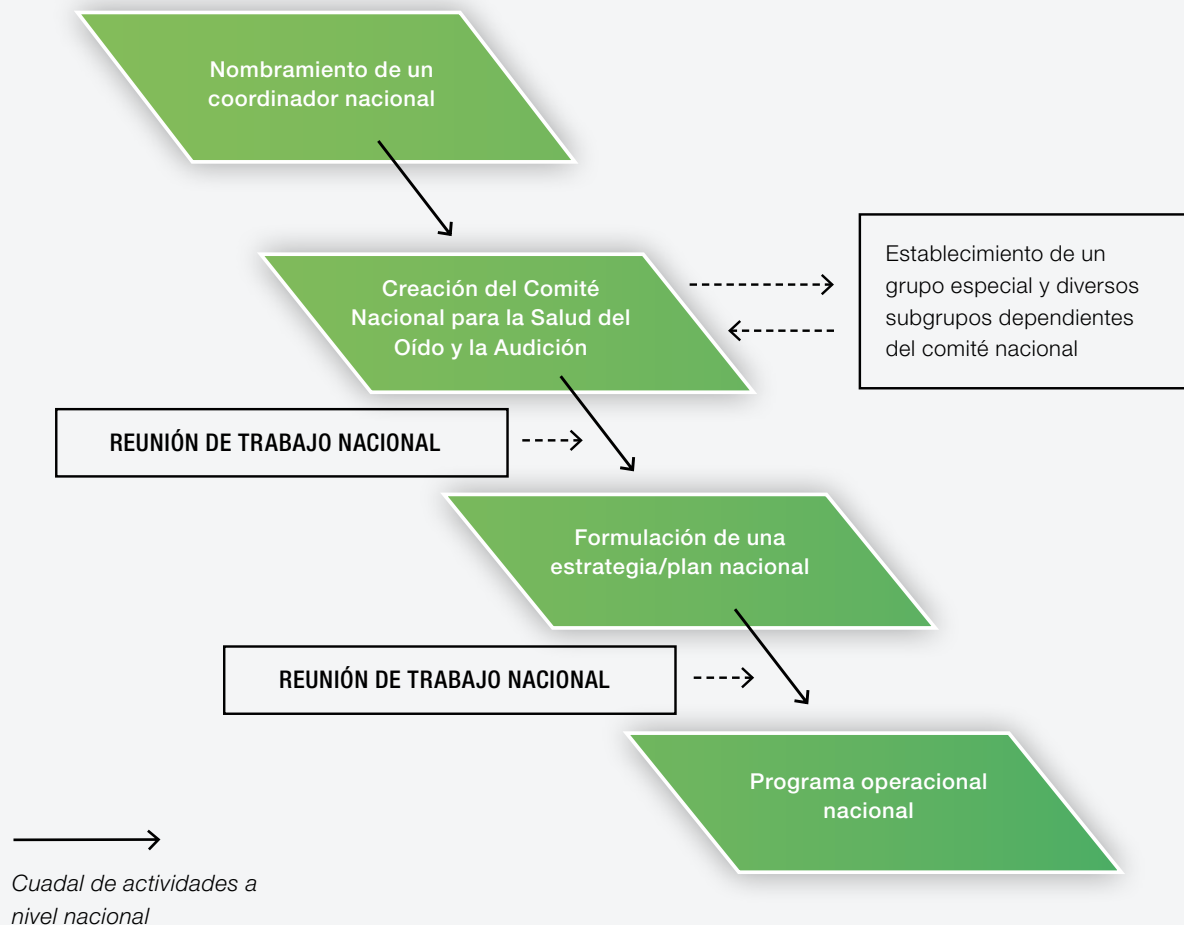 Nombramiento de un
coordinador nacional
Creación del Comité
Nacional para la Salud del
Oído y la Audición
Establecimiento de un
grupo especial y diversos
subgrupos dependientes
del comité nacional
REUNIÓN DE TRABAJO NACIONAL
Formulación de una
estrategia/plan nacional
REUNIÓN DE TRABAJO NACIONAL
Programa operacional
nacional
Cuadal de actividades a
nivel nacional